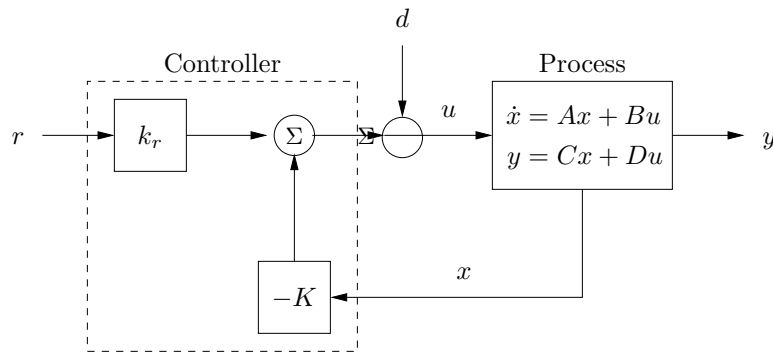 d
Controller
Process
r
k_r
Σ
Σ
u
ẋ = Ax + Bu
y = Cx + Du
y
−K
x